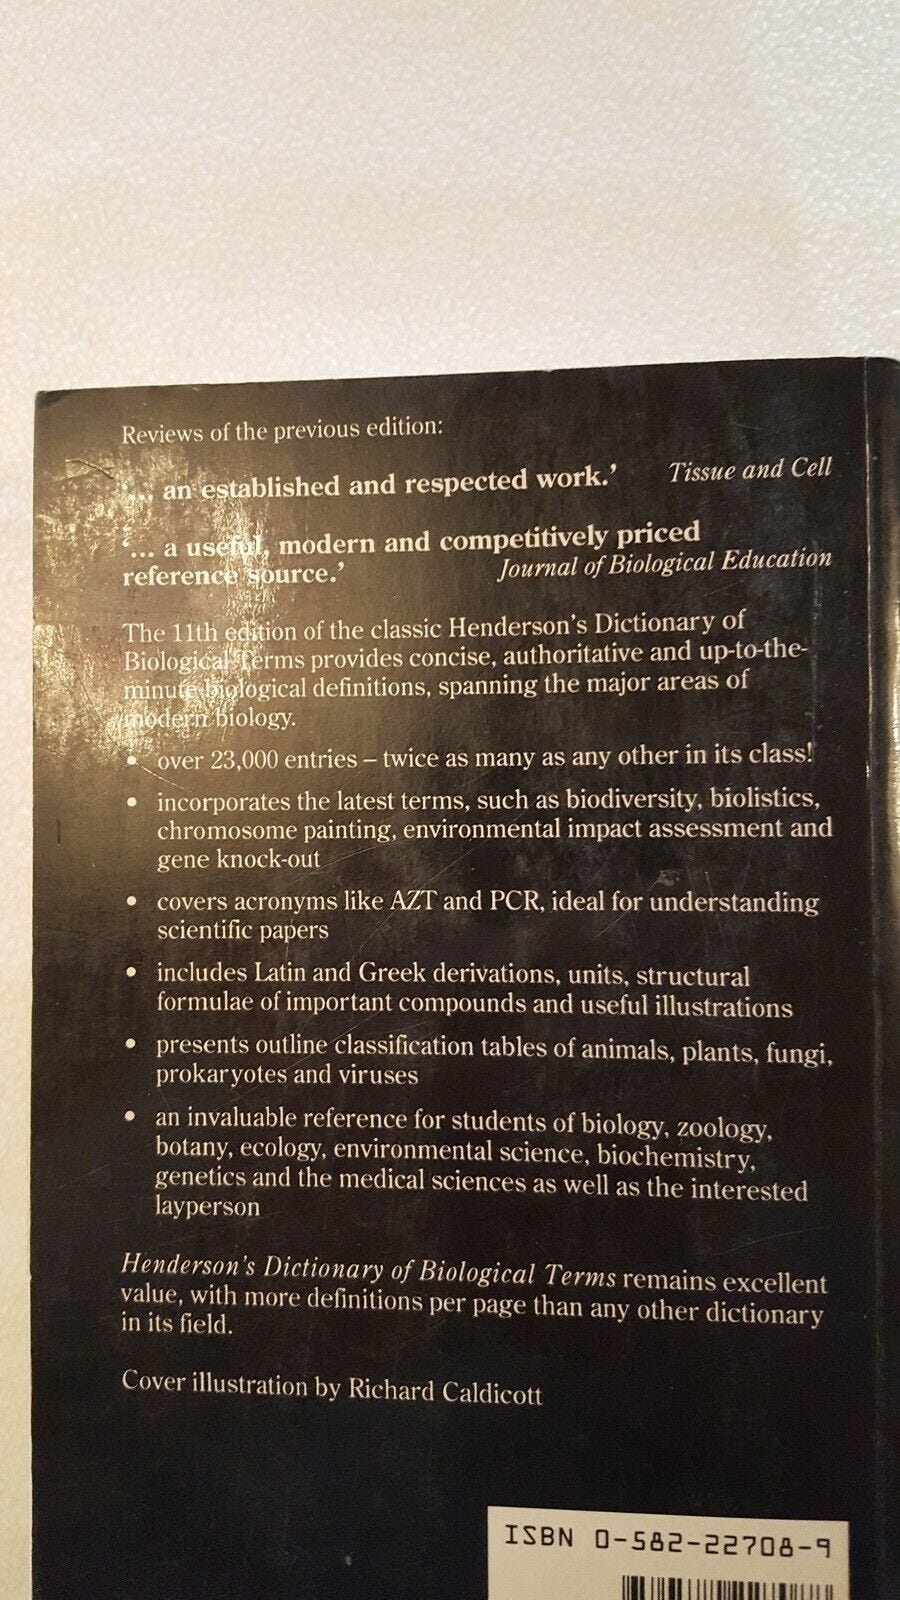 Reviews of the previous edition:
‘... an established and respected work.’ Tissue and Cell
‘... a useful, modern and competitively priced
reference source.’ Journal of Biological Education
The 11th edition of the classic Henderson's Dictionary of
Biological Terms provides concise, authoritative and up-to-the-
minute biological definitions, spanning the major areas of
modern biology.
• over 23,000 entries – twice as many as any other in its class!
• incorporates the latest terms, such as biodiversity, biolistics,
chromosome painting, environmental impact assessment and
gene knock-out
• covers acronyms like AZT and PCR, ideal for understanding
scientific papers
• includes Latin and Greek derivations, units, structural
formulae of important compounds and useful illustrations
• presents outline classification tables of animals, plants, fungi,
prokaryotes and viruses
• an invaluable reference for students of biology, zoology,
botany, ecology, environmental science, biochemistry,
genetics and the medical sciences as well as the interested
layperson
Henderson's Dictionary of Biological Terms remains excellent
value, with more definitions per page than any other dictionary
in its field.
Cover illustration by Richard Caldicott
ISBN 0-582-22708-9